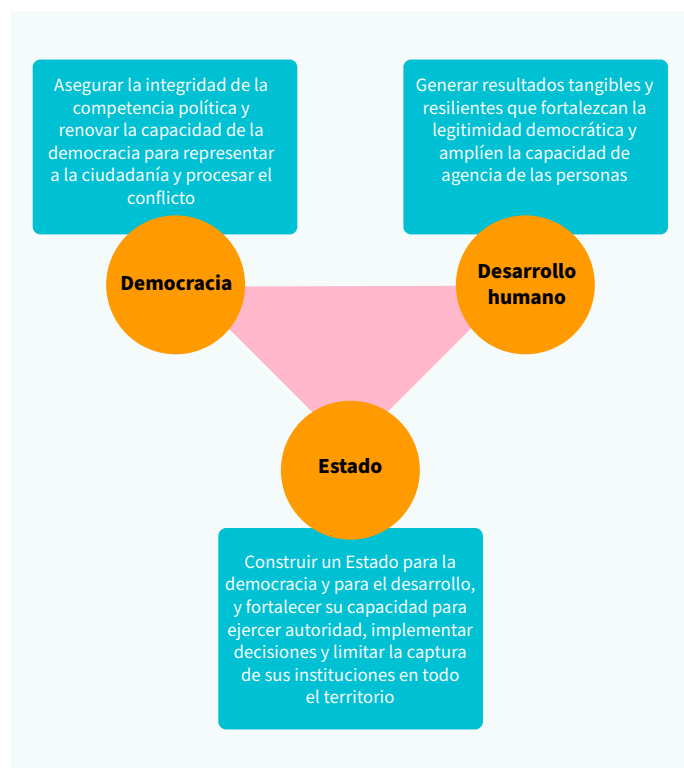 Asegurar la integridad de la
competencia política y
renovar la capacidad de la
democracia para representar
a la ciudadanía y procesar el
conflicto
Generar resultados tangibles y
resilientes que fortalezcan la
legitimidad democrática y
amplíen la capacidad de
agencia de las personas
Democracia
Desarrollo
humano
Estado
Construir un Estado para la
democracia y para el desarrollo,
y fortalecer su capacidad para
ejercer autoridad, implementar
decisiones y limitar la captura
de sus instituciones en todo
el territorio